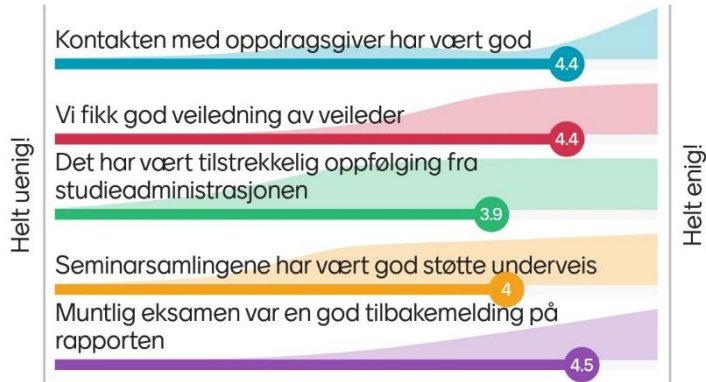 Kontakten med oppdragsgiver har vært god
4.4
Vi fikk god veiledning av veileder
4.4
Det har vært tilstrekkelig oppfølging fra
studieadministrasjonen
3.9
Seminarsamlingene har vært god støtte underveis
4
Muntlig eksamen var en god tilbakemelding på
rapporten
4.5
Helt uenig!
Helt enig!